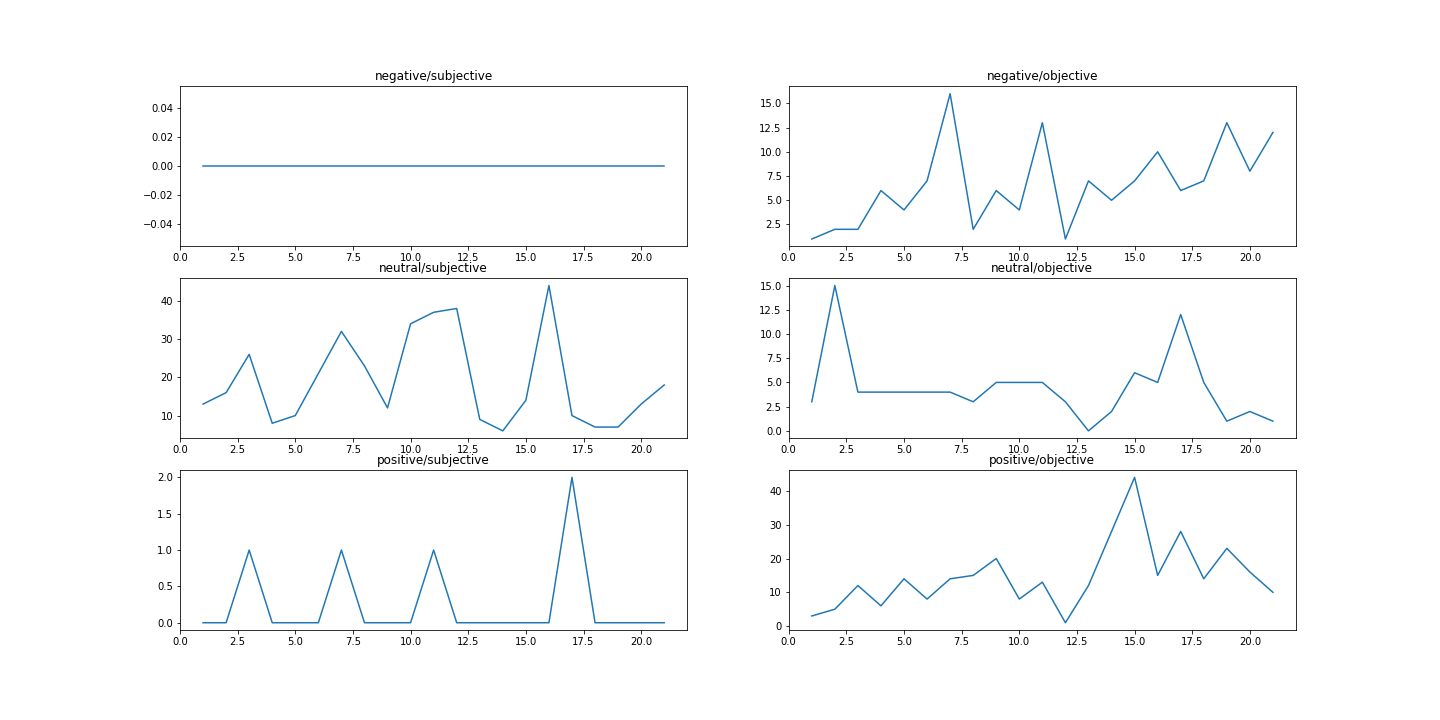 negative/subjective
0.04
0.02
0.00
−0.02
−0.04
0.0 2.5 5.0 7.5 10.0 12.5 15.0 17.5 20.0
negative/objective
15.0
12.5
10.0
7.5
5.0
2.5
0.0 2.5 5.0 7.5 10.0 12.5 15.0 17.5 20.0
neutral/subjective
40
30
20
10
0.0 2.5 5.0 7.5 10.0 12.5 15.0 17.5 20.0
neutral/objective
15.0
12.5
10.0
7.5
5.0
2.5
0.0
0.0 2.5 5.0 7.5 10.0 12.5 15.0 17.5 20.0
positive/subjective
2.0
1.5
1.0
0.5
0.0
0.0 2.5 5.0 7.5 10.0 12.5 15.0 17.5 20.0
positive/objective
40
30
20
10
0
0.0 2.5 5.0 7.5 10.0 12.5 15.0 17.5 20.0